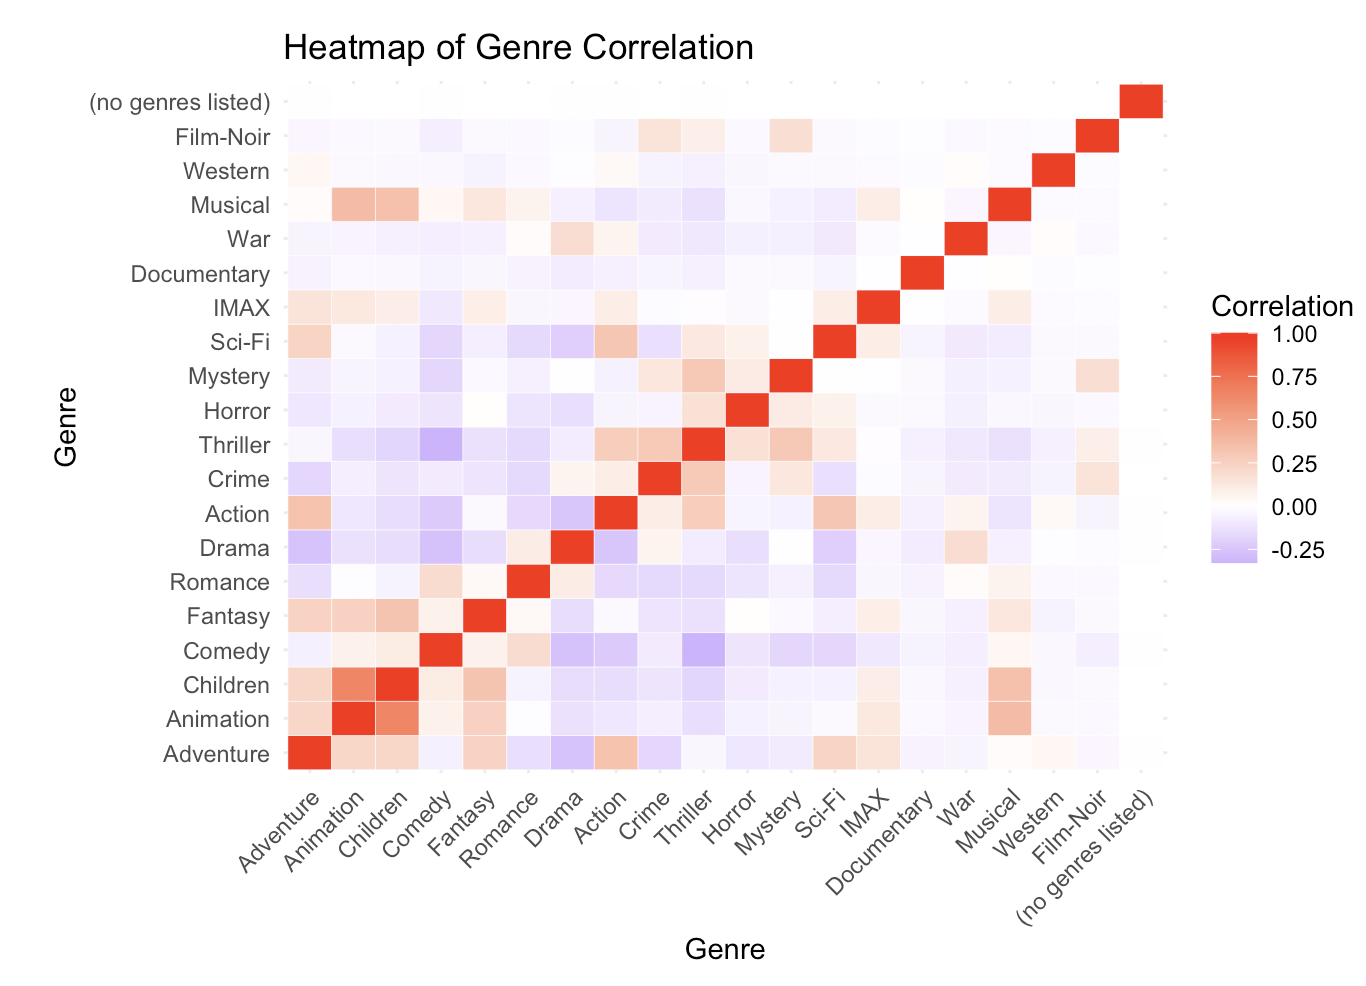 Heatmap of Genre Correlation
(no genres listed)
Film-Noir
Western
Musical
War
Documentary
IMAX
Sci-Fi
Mystery
Horror
Thriller
Crime
Action
Drama
Romance
Fantasy
Comedy
Children
Animation
Adventure
Genre
Adventure
Animation
Children
Comedy
Fantasy
Romance
Drama
Action
Crime
Thriller
Horror
Mystery
Sci-Fi
IMAX
Documentary
War
Musical
Western
Film-Noir
(no genres listed)
Genre
Correlation
1.00
0.75
0.50
0.25
0.00
-0.25